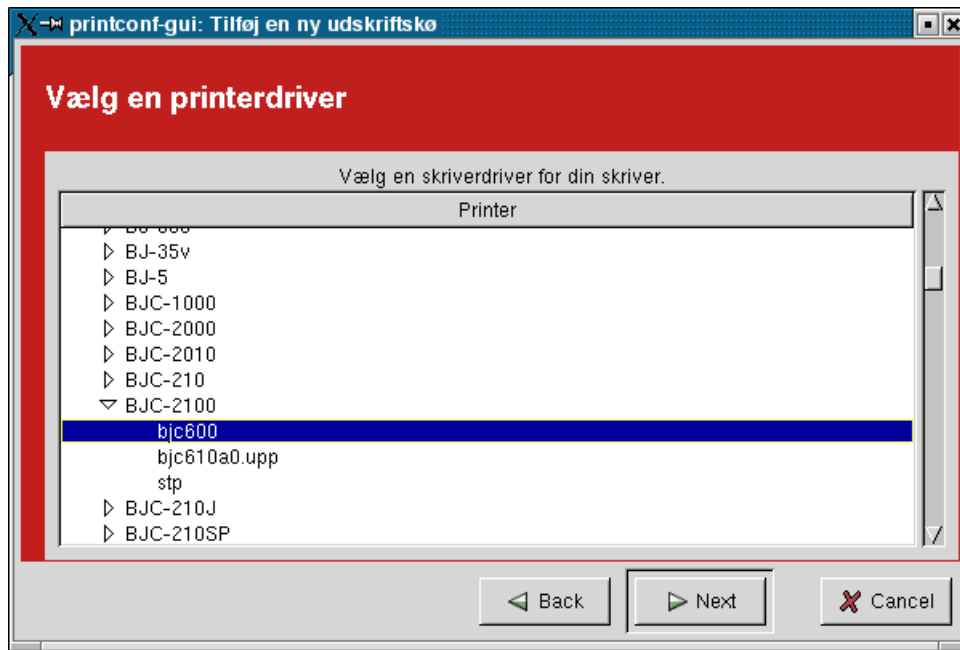 printconf-gui: Tilføj en ny udskriftskø
Vælg en printerdriver
Vælg en skriverdriver for din skriver.
Printer
BJ-35v
BJ-5
BJC-1000
BJC-2000
BJC-2010
BJC-210
BJC-2100
bjc600
bjc610a0.upp
stp
BJC-210J
BJC-210SP
Back
Next
Cancel